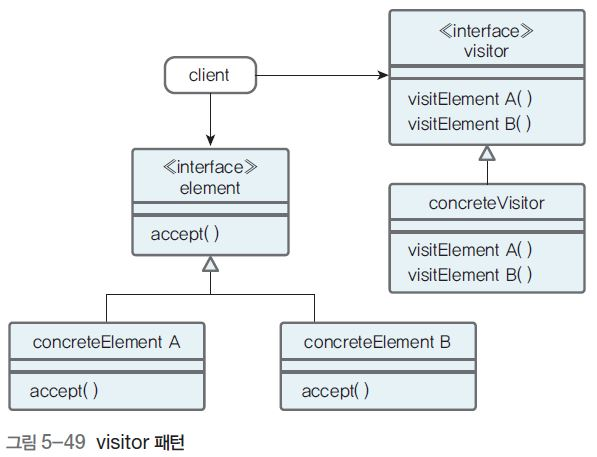 client
≪interface≫
visitor
visitElement A( )
visitElement B( )
≪interface≫
element
accept( )
concreteVisitor
visitElement A( )
visitElement B( )
concreteElement A
accept( )
concreteElement B
accept( )
그림 5-49 visitor 패턴